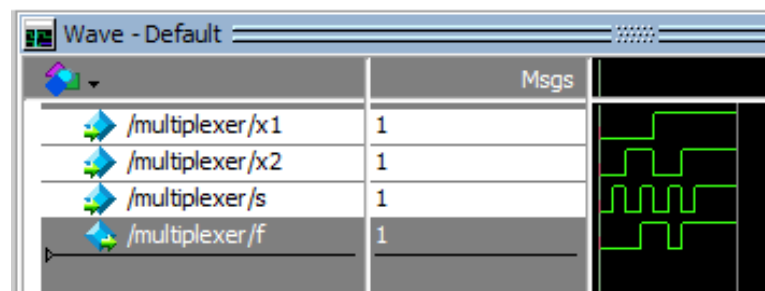 Wave - Default
Msgs
/multiplexer/x1 1
/multiplexer/x2 1
/multiplexer/s 1
/multiplexer/f 1